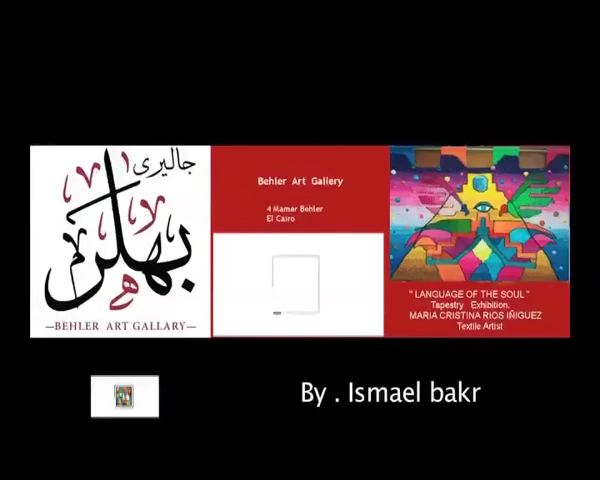 جاليرى
بهلر
BEHLER ART GALLARY
Behler Art Gallery
4 Mamar Behler
El Cairo
" LANGUAGE OF THE SOUL "
Tapestry Exhibition.
MARIA CRISTINA RIOS IÑIGUEZ
Textile Artist
By . Ismael bakr